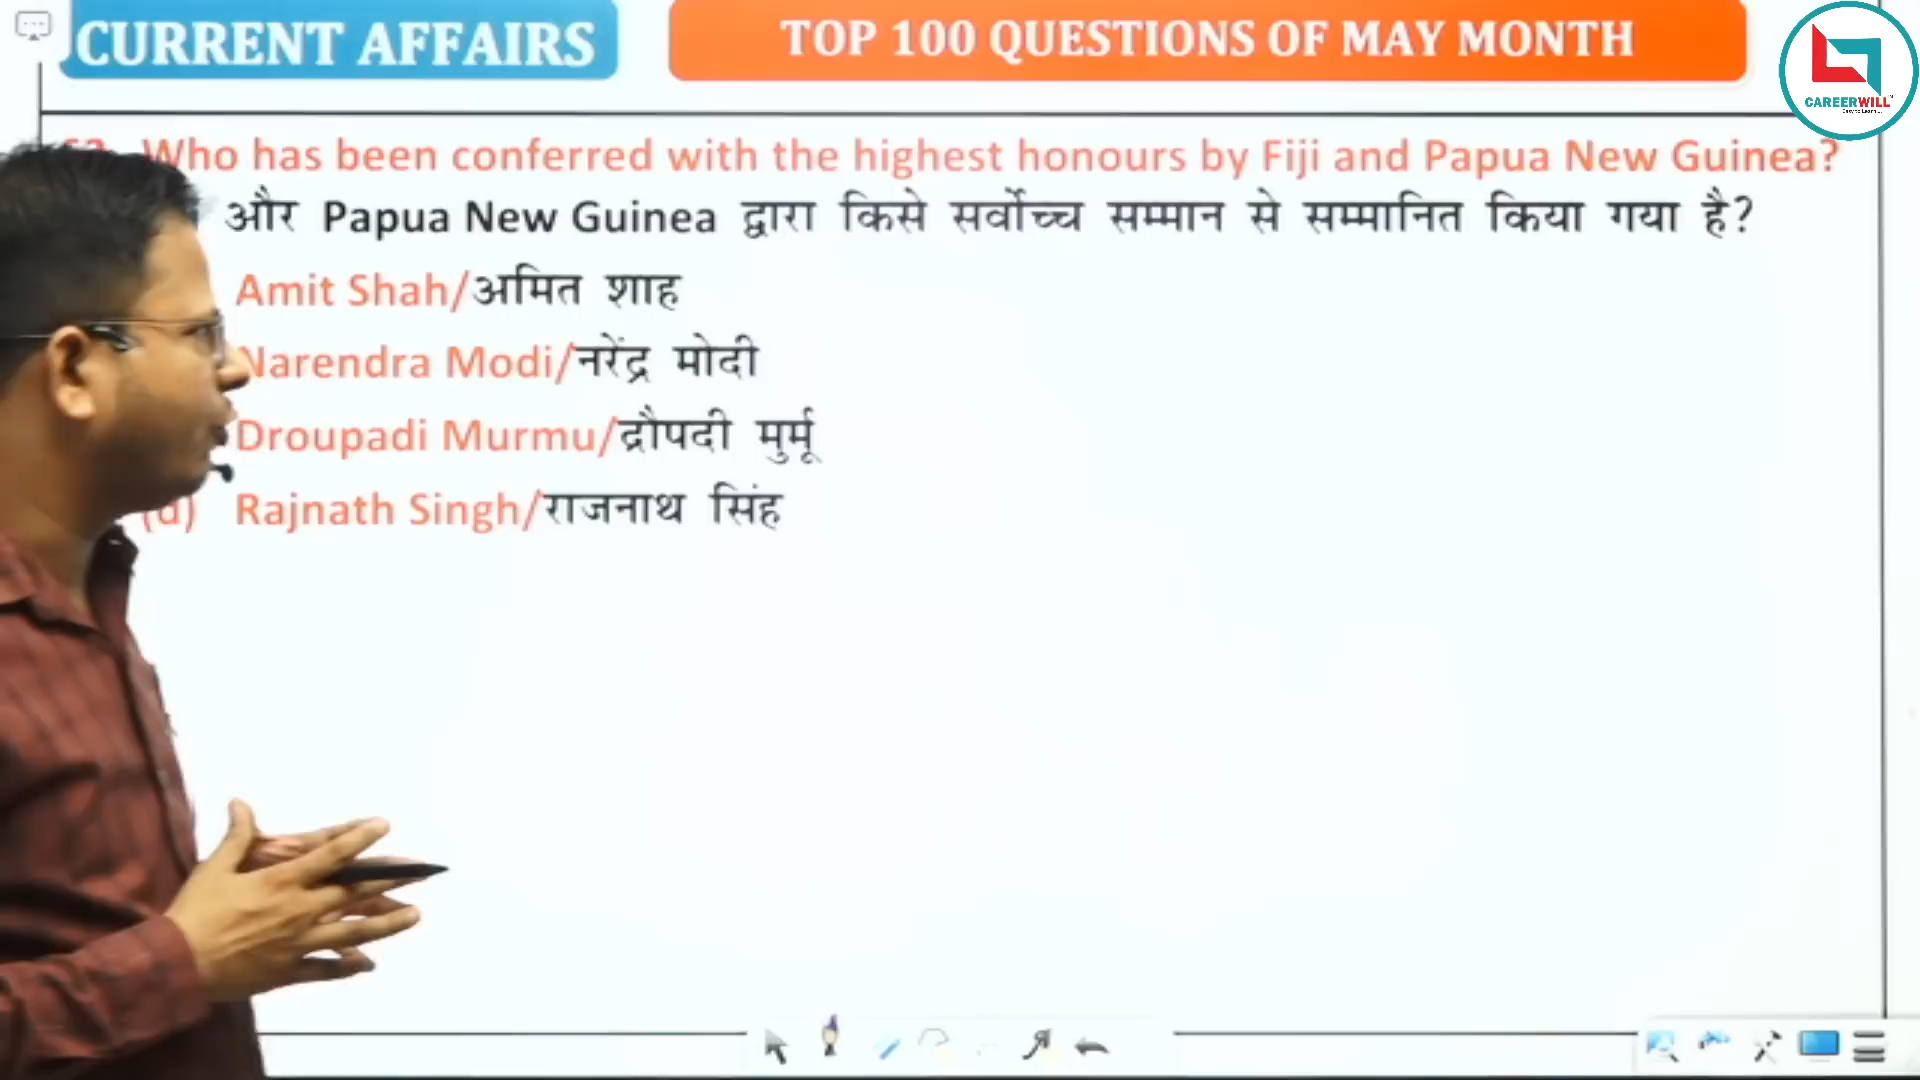 CURRENT AFFAIRS
TOP 100 QUESTIONS OF MAY MONTH
CAREERWILL
Who has been conferred with the highest honours by Fiji and Papua New Guinea?
और Papua New Guinea द्वारा किसे सर्वोच्च सम्मान से सम्मानित किया गया है?
Amit Shah/अमित शाह
Narendra Modi/नरेंद्र मोदी
Droupadi Murmu/द्रौपदी मुर्मू
(d) Rajnath Singh/राजनाथ सिंह